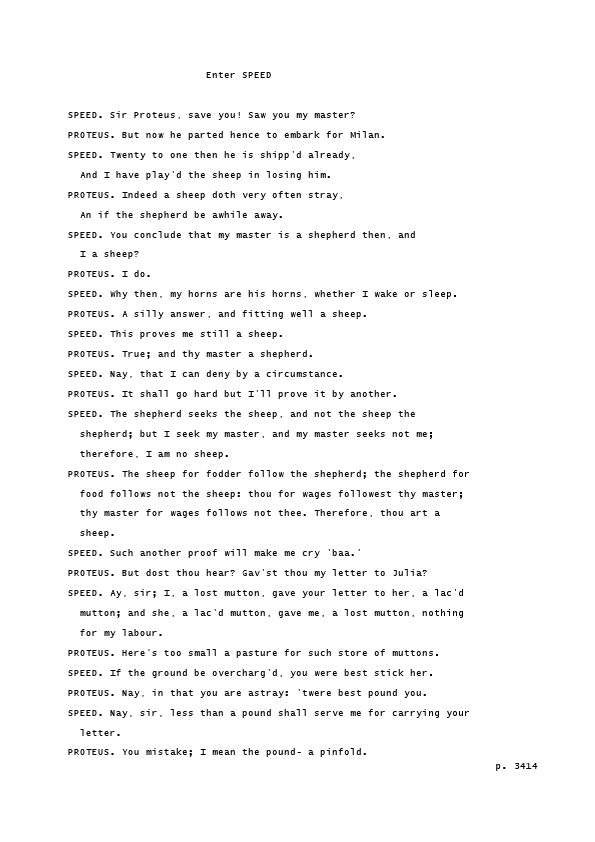 Enter SPEED
SPEED. Sir Proteus, save you! Saw you my master?
PROTEUS. But now he parted hence to embark for Milan.
SPEED. Twenty to one then he is shipp'd already,
And I have play'd the sheep in losing him.
PROTEUS. Indeed a sheep doth very often stray,
An if the shepherd be awhile away.
SPEED. You conclude that my master is a shepherd then, and
I a sheep?
PROTEUS. I do.
SPEED. Why then, my horns are his horns, whether I wake or sleep.
PROTEUS. A silly answer, and fitting well a sheep.
SPEED. This proves me still a sheep.
PROTEUS. True; and thy master a shepherd.
SPEED. Nay, that I can deny by a circumstance.
PROTEUS. It shall go hard but I'll prove it by another.
SPEED. The shepherd seeks the sheep, and not the sheep the
shepherd; but I seek my master, and my master seeks not me;
therefore, I am no sheep.
PROTEUS. The sheep for fodder follow the shepherd; the shepherd for
food follows not the sheep: thou for wages followest thy master;
thy master for wages follows not thee. Therefore, thou art a
sheep.
SPEED. Such another proof will make me cry 'baa.'
PROTEUS. But dost thou hear? Gav'st thou my letter to Julia?
SPEED. Ay, sir; I, a lost mutton, gave your letter to her, a lac'd
mutton; and she, a lac'd mutton, gave me, a lost mutton, nothing
for my labour.
PROTEUS. Here's too small a pasture for such store of muttons.
SPEED. If the ground be overcharg'd, you were best stick her.
PROTEUS. Nay, in that you are astray: 'twere best pound you.
SPEED. Nay, sir, less than a pound shall serve me for carrying your
letter.
PROTEUS. You mistake; I mean the pound- a pinfold.
p. 3414